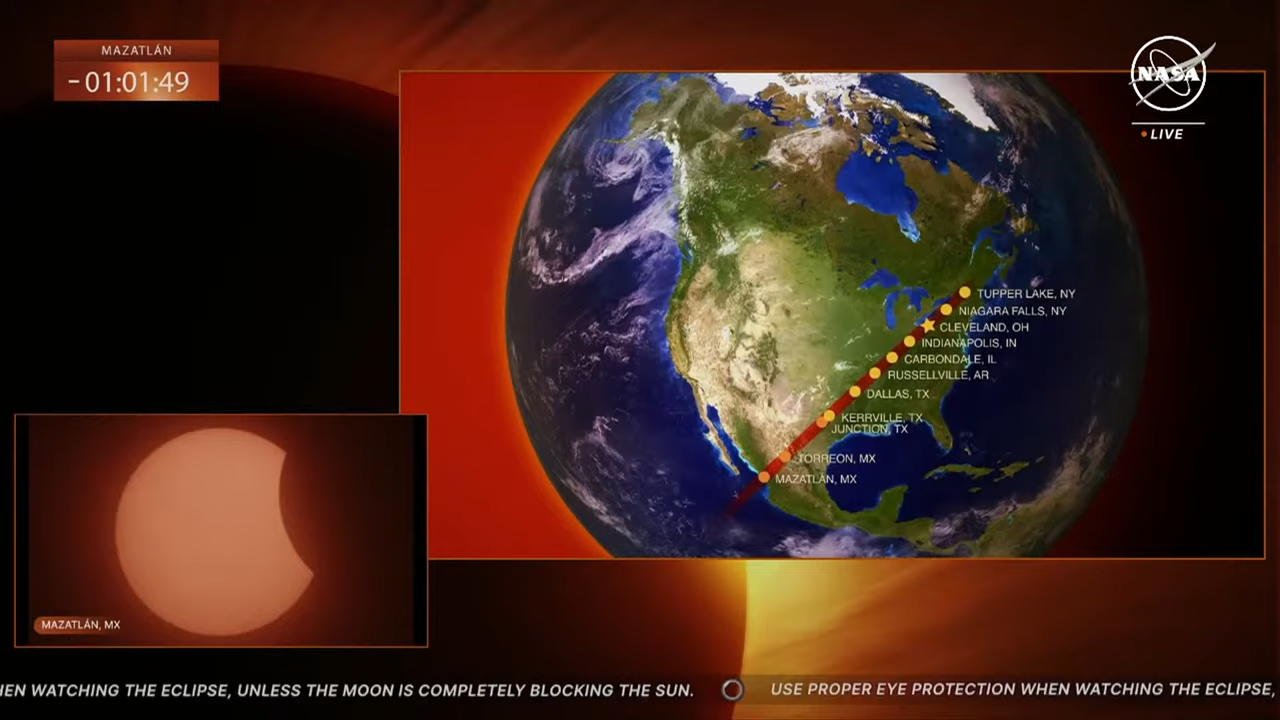 MAZATLÁN
-01:01:49
NASA
LIVE
TUPPER LAKE, NY
NIAGARA FALLS, NY
CLEVELAND, OH
INDIANAPOLIS, IN
CARBONDALE, IL
RUSSELLVILLE, AR
DALLAS, TX
KERRVILLE, TX
JUNCTION, TX
TORREON, MX
MAZATLÁN, MX
MAZATLÁN, MX
HEN WATCHING THE ECLIPSE, UNLESS THE MOON IS COMPLETELY BLOCKING THE SUN. USE PROPER EYE PROTECTION WHEN WATCHING THE ECLIPSE,